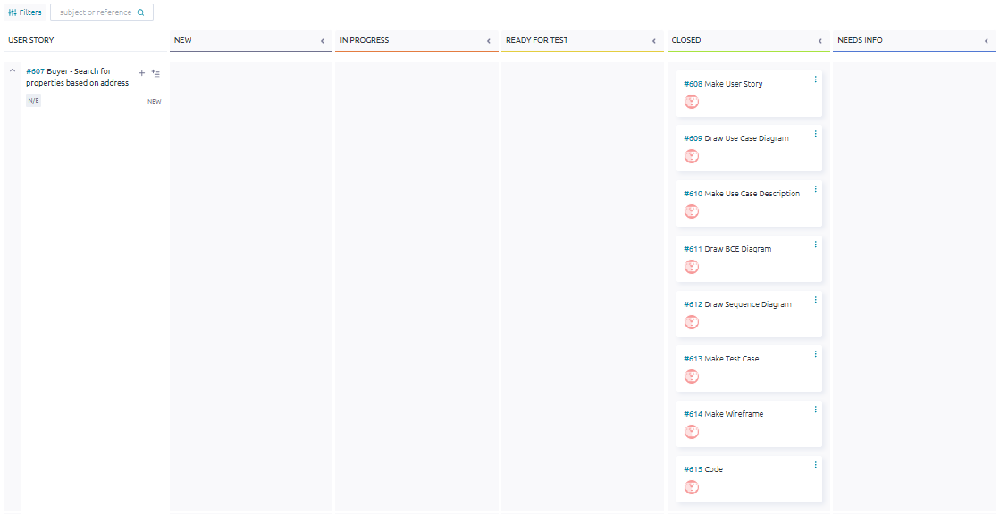 Filters
subject or reference
USER STORY
NEW
IN PROGRESS
READY FOR TEST
CLOSED
NEEDS INFO
#607 Buyer - Search for
properties based on address
N/E
NEW
#608 Make User Story
#609 Draw Use Case Diagram
#610 Make Use Case Description
#611 Draw BCE Diagram
#612 Draw Sequence Diagram
#613 Make Test Case
#614 Make Wireframe
#615 Code